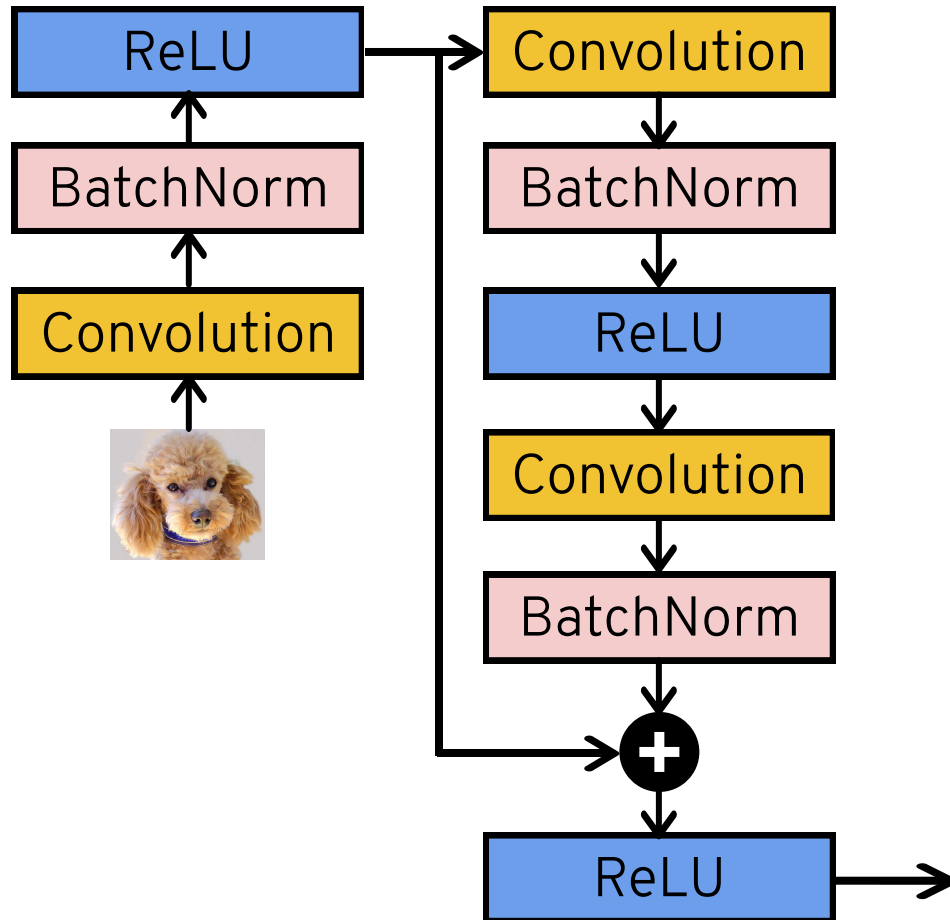 ReLU
BatchNorm
Convolution
Convolution
BatchNorm
ReLU
Convolution
BatchNorm
+
ReLU